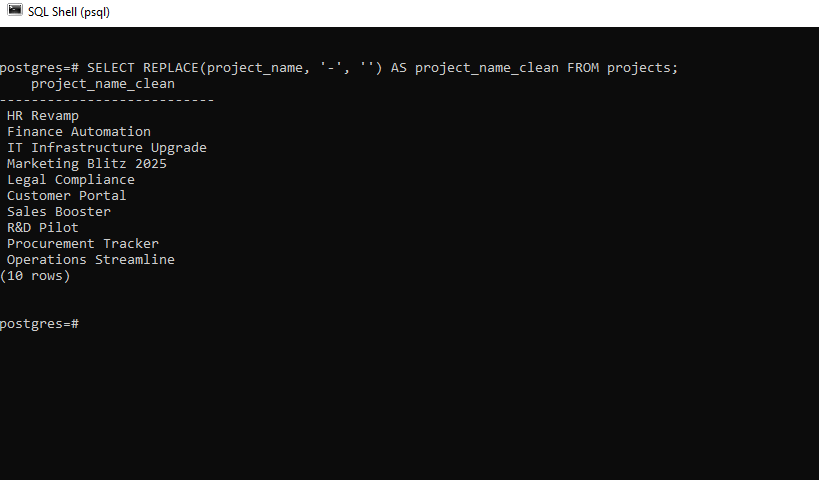 SQL Shell (psql)
postgres=# SELECT REPLACE(project_name, '-', '') AS project_name_clean FROM projects;
    project_name_clean
---------------------------
 HR Revamp
 Finance Automation
 IT Infrastructure Upgrade
 Marketing Blitz 2025
 Legal Compliance
 Customer Portal
 Sales Booster
 R&D Pilot
 Procurement Tracker
 Operations Streamline
(10 rows)
postgres=#